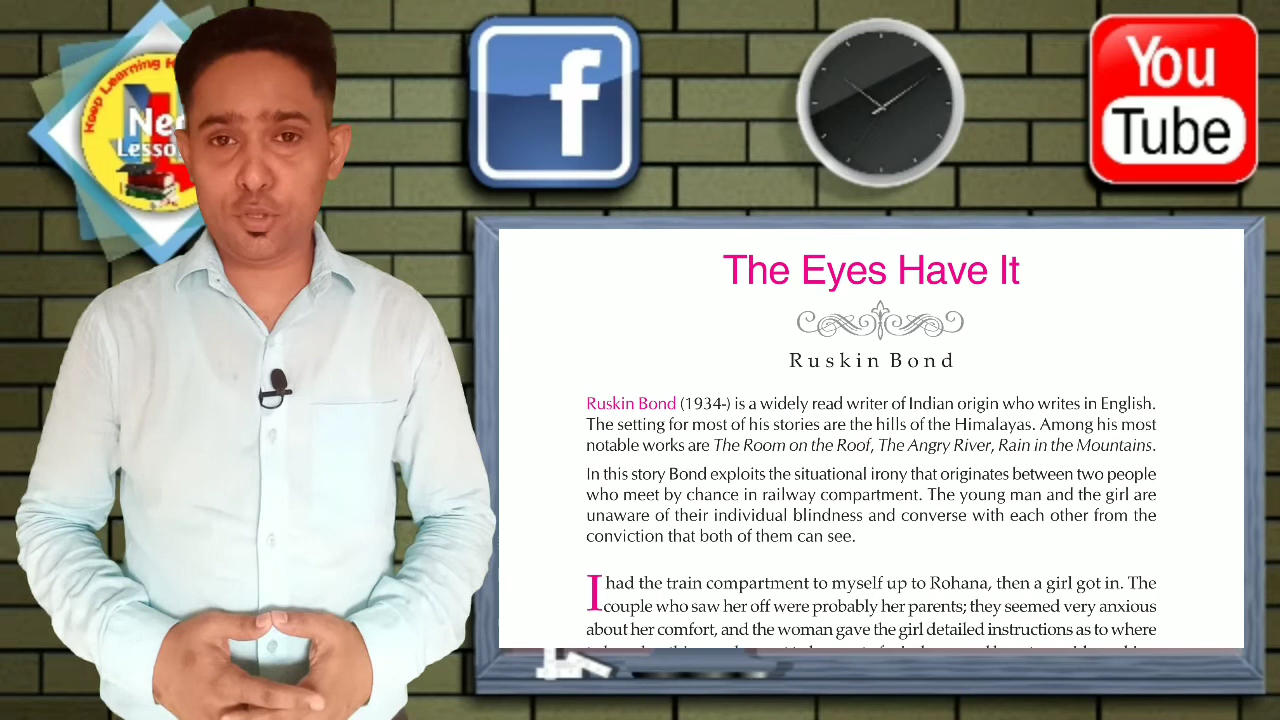 Keep Learning
Lesso
f
You
Tube
The Eyes Have It
Ruskin Bond
Ruskin Bond (1934-) is a widely read writer of Indian origin who writes in English.
The setting for most of his stories are the hills of the Himalayas. Among his most
notable works are The Room on the Roof, The Angry River, Rain in the Mountains.
In this story Bond exploits the situational irony that originates between two people
who meet by chance in railway compartment. The young man and the girl are
unaware of their individual blindness and converse with each other from the
conviction that both of them can see.
I had the train compartment to myself up to Rohana, then a girl got in. The
couple who saw her off were probably her parents; they seemed very anxious
about her comfort, and the woman gave the girl detailed instructions as to where